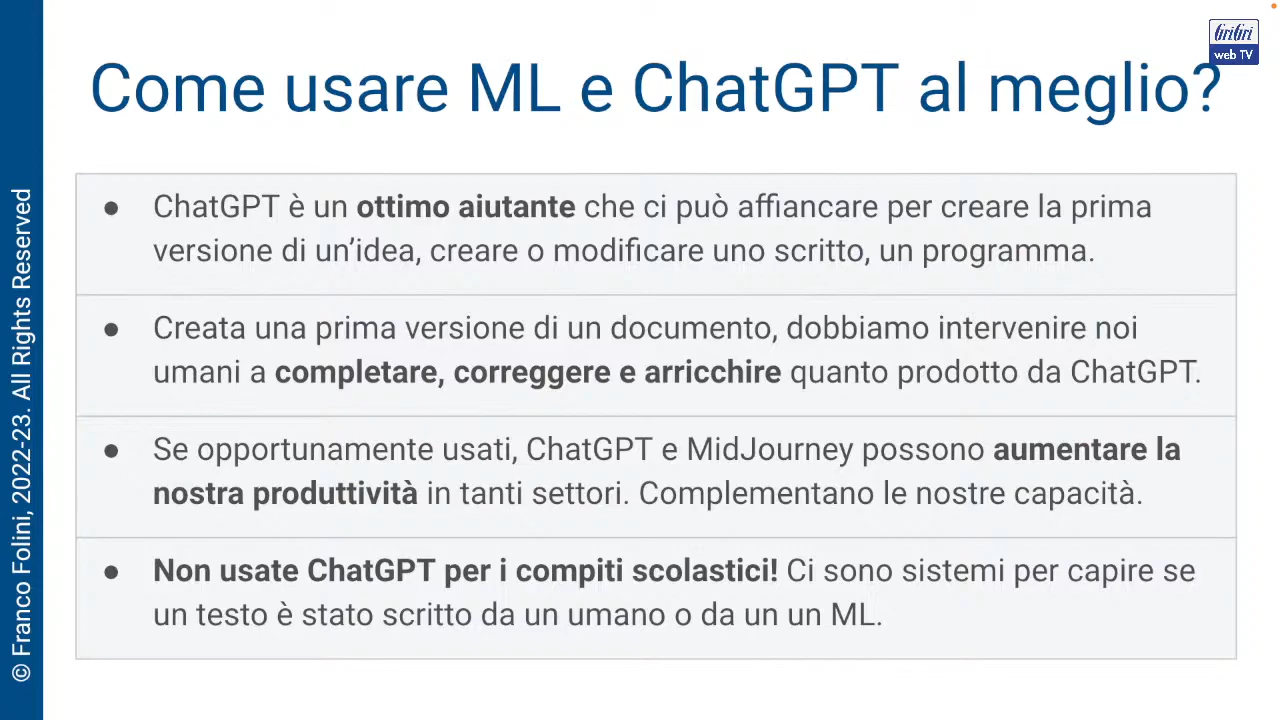 BriBri
web TV
Come usare ML e ChatGPT al meglio?
● ChatGPT è un ottimo aiutante che ci può affiancare per creare la prima
versione di un’idea, creare o modificare uno scritto, un programma.
● Creata una prima versione di un documento, dobbiamo intervenire noi
umani a completare, correggere e arricchire quanto prodotto da ChatGPT.
● Se opportunamente usati, ChatGPT e MidJourney possono aumentare la
nostra produttività in tanti settori. Complementano le nostre capacità.
● Non usate ChatGPT per i compiti scolastici! Ci sono sistemi per capire se
un testo è stato scritto da un umano o da un un ML.
© Franco Folini, 2022-23. All Rights Reserved